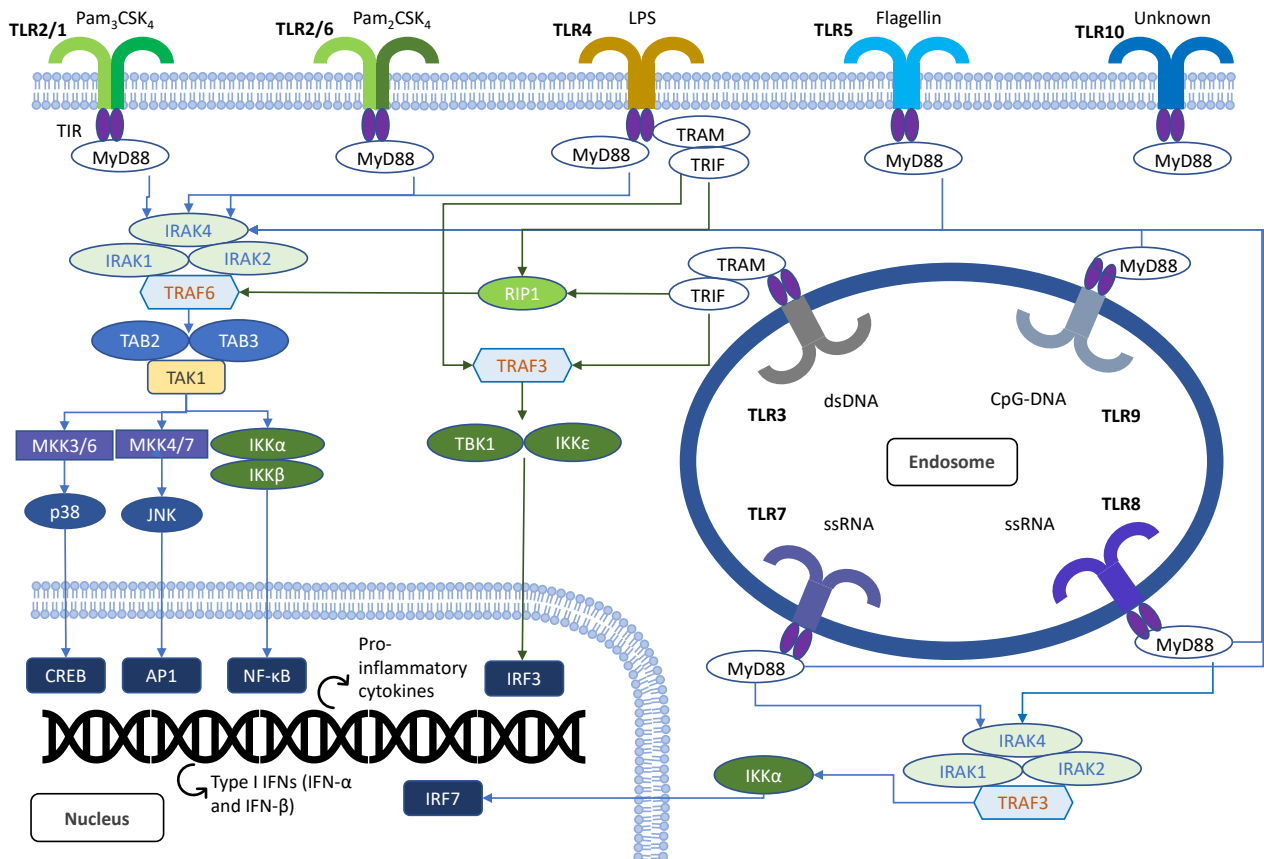 Pam₃CSK₄
TLR2/1
Pam₂CSK₄
TLR2/6
LPS
TLR4
Flagellin
TLR5
Unknown
TLR10
TIR
MyD88
MyD88
MyD88
TRAM
TRIF
MyD88
MyD88
IRAK4
IRAK1
IRAK2
TRAF6
RIP1
TRAM
TRIF
MyD88
TAB2
TAB3
TAK1
TRAF3
TLR3
dsDNA
CpG-DNA
TLR9
MKK3/6
MKK4/7
IKKα
IKKβ
TBK1
IKKε
Endosome
p38
JNK
TLR7
ssRNA
ssRNA
TLR8
CREB
AP1
NF-κB
Pro-
inflammatory
cytokines
IRF3
MyD88
MyD88
IRAK4
IRAK1
IRAK2
TRAF3
IKKα
IRF7
Type I IFNs (IFN-α
and IFN-β)
Nucleus